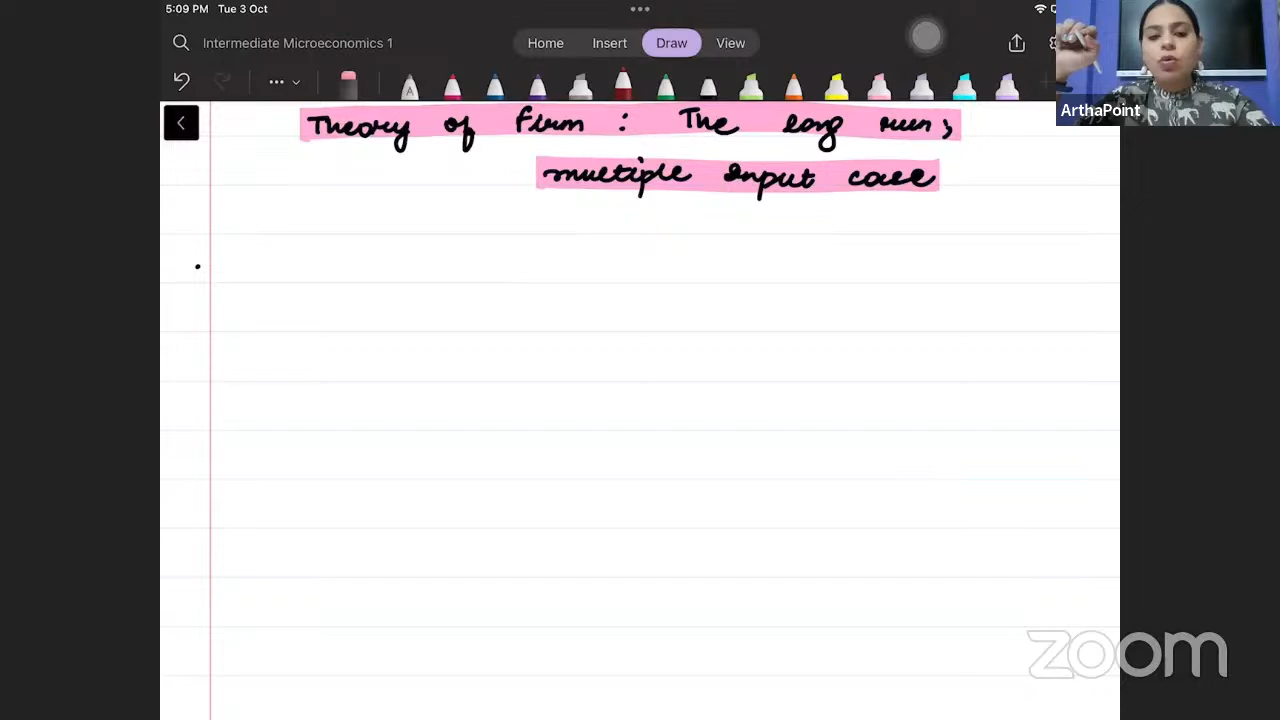 5:09 PM Tue 3 Oct
Intermediate Microeconomics 1
Home Insert Draw View
A
ArthaPoint
Theory of Firm : The long run,
multiple Input case
zoom